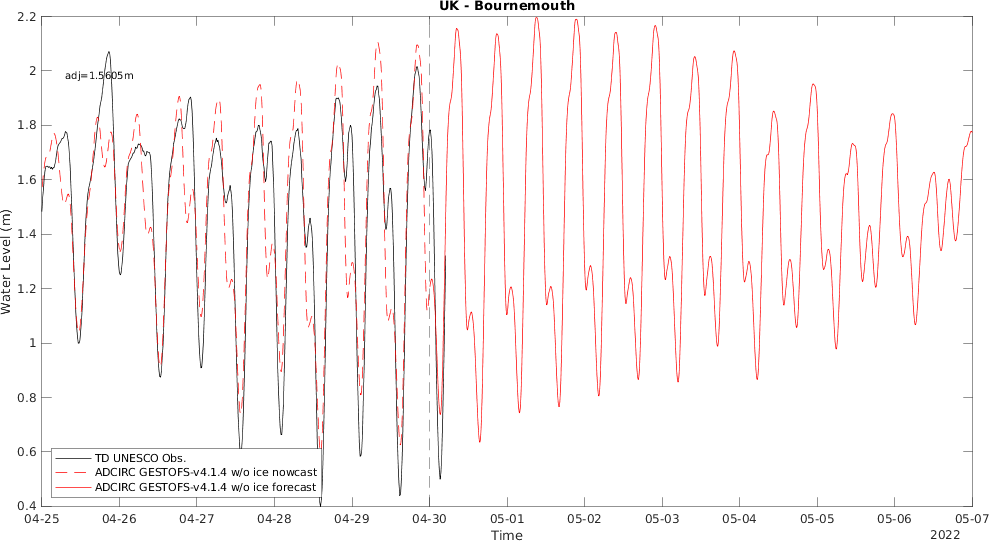 UK - Bournemouth
2.2
2
1.8
1.6
1.4
1.2
1
0.8
0.6
0.4
Water Level (m)
adj=1.5605m
TD UNESCO Obs.
ADCIRC GESTOFS-v4.1.4 w/o ice nowcast
ADCIRC GESTOFS-v4.1.4 w/o ice forecast
04-25 04-26 04-27 04-28 04-29 04-30 05-01 05-02 05-03 05-04 05-05 05-06 05-07
Time
2022